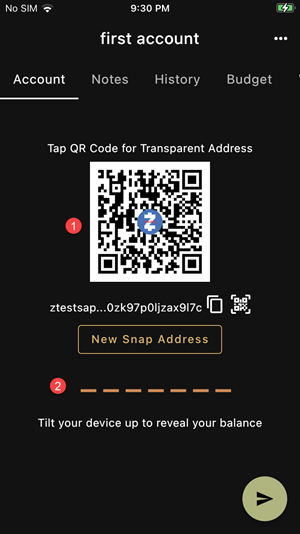 No SIM 9:30 PM
first account
Account Notes History Budget
Tap QR Code for Transparent Address
1
ztestsap...0zk97p0ljzax9l7c
New Snap Address
2
Tilt your device up to reveal your balance